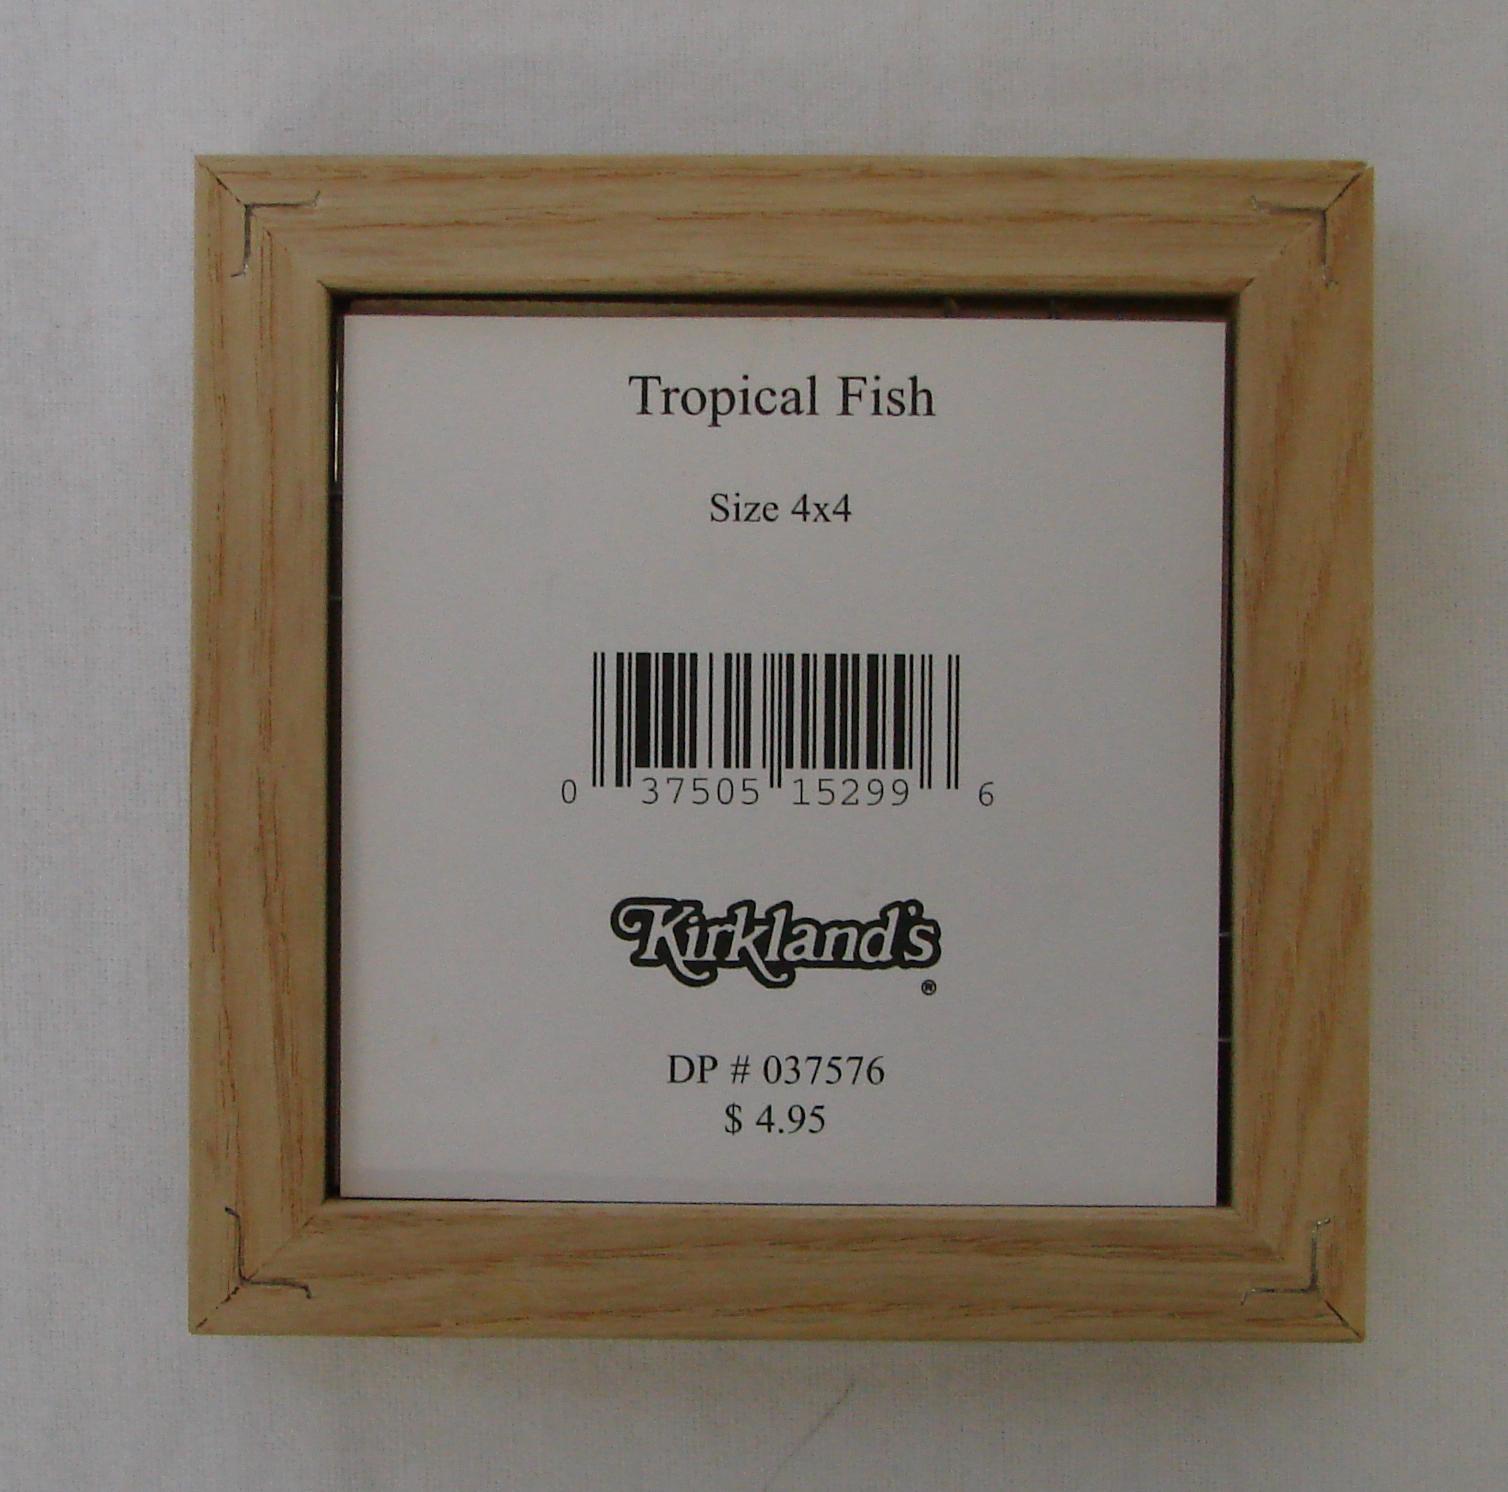 Tropical Fish
Size 4x4
0 37505 15299 6
Kirkland's
®
DP # 037576
$ 4.95